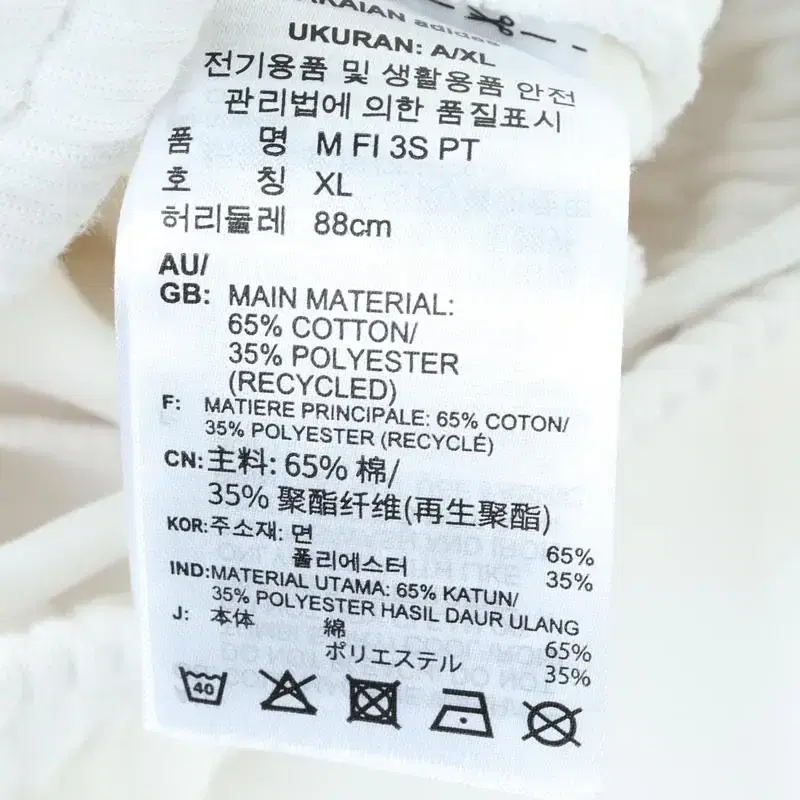 adidas
UKURAN: A/XL
전기용품 및 생활용품 안전
관리법에 의한 품질표시
품 명 M FI 3S PT
호 칭 XL
허리둘레 88cm
AU/
GB: MAIN MATERIAL:
65% COTTON/
35% POLYESTER
(RECYCLED)
F: MATIERE PRINCIPALE: 65% COTON/
35% POLYESTER (RECYCLÉ)
CN: 主料: 65% 棉/
35% 聚酯纤维(再生聚酯)
KOR: 주소재: 면 65%
폴리에스터 35%
IND: MATERIAL UTAMA: 65% KATUN/
35% POLYESTER HASIL DAUR ULANG
J: 本体 綿 65%
ポリエステル 35%
40